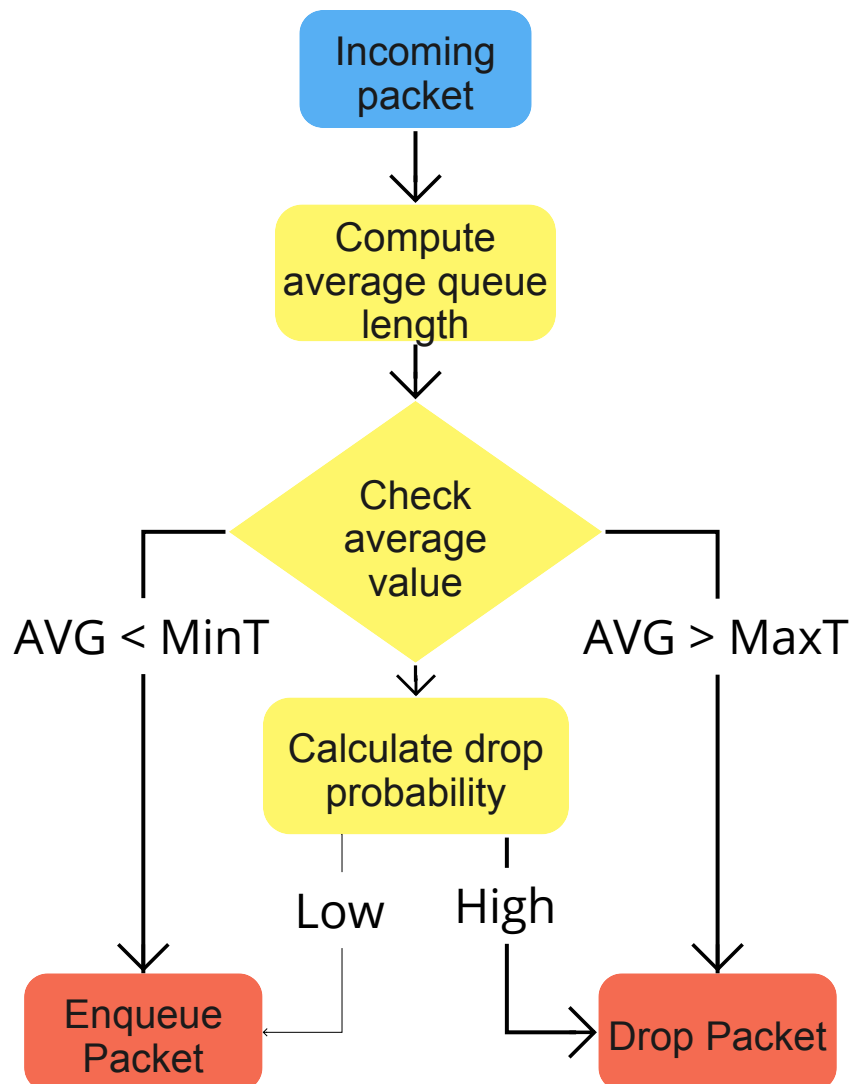 Incoming
packet
Compute
average queue
length
Check
average
value
AVG < MinT
AVG > MaxT
Calculate drop
probability
Low
High
Enqueue
Packet
Drop Packet